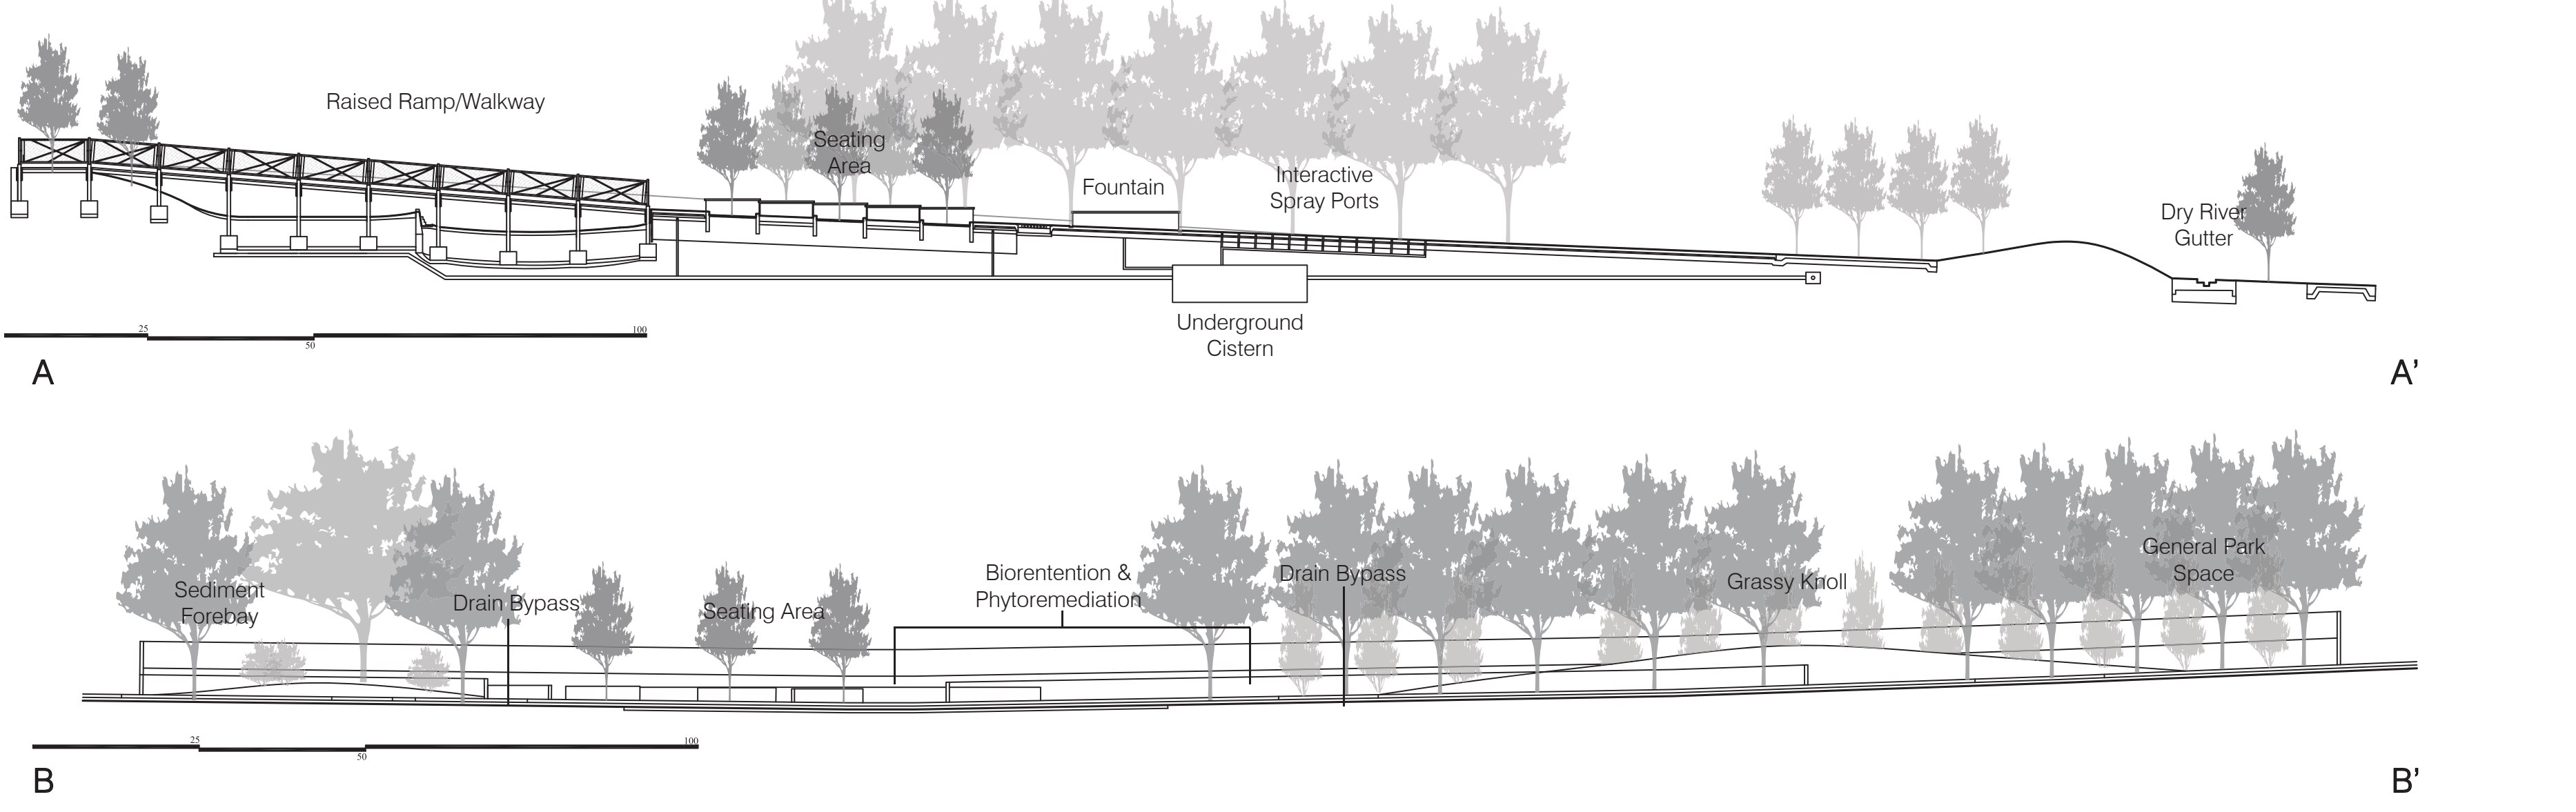 Raised Ramp/Walkway
Seating
Area
Fountain
Interactive
Spray Ports
Dry River
Gutter
Underground
Cistern
25
50
100
A
A’
Sediment
Forebay
Drain Bypass
Seating Area
Biorentention &
Phytoremediation
Drain Bypass
Grassy Knoll
General Park
Space
25
50
100
B
B’